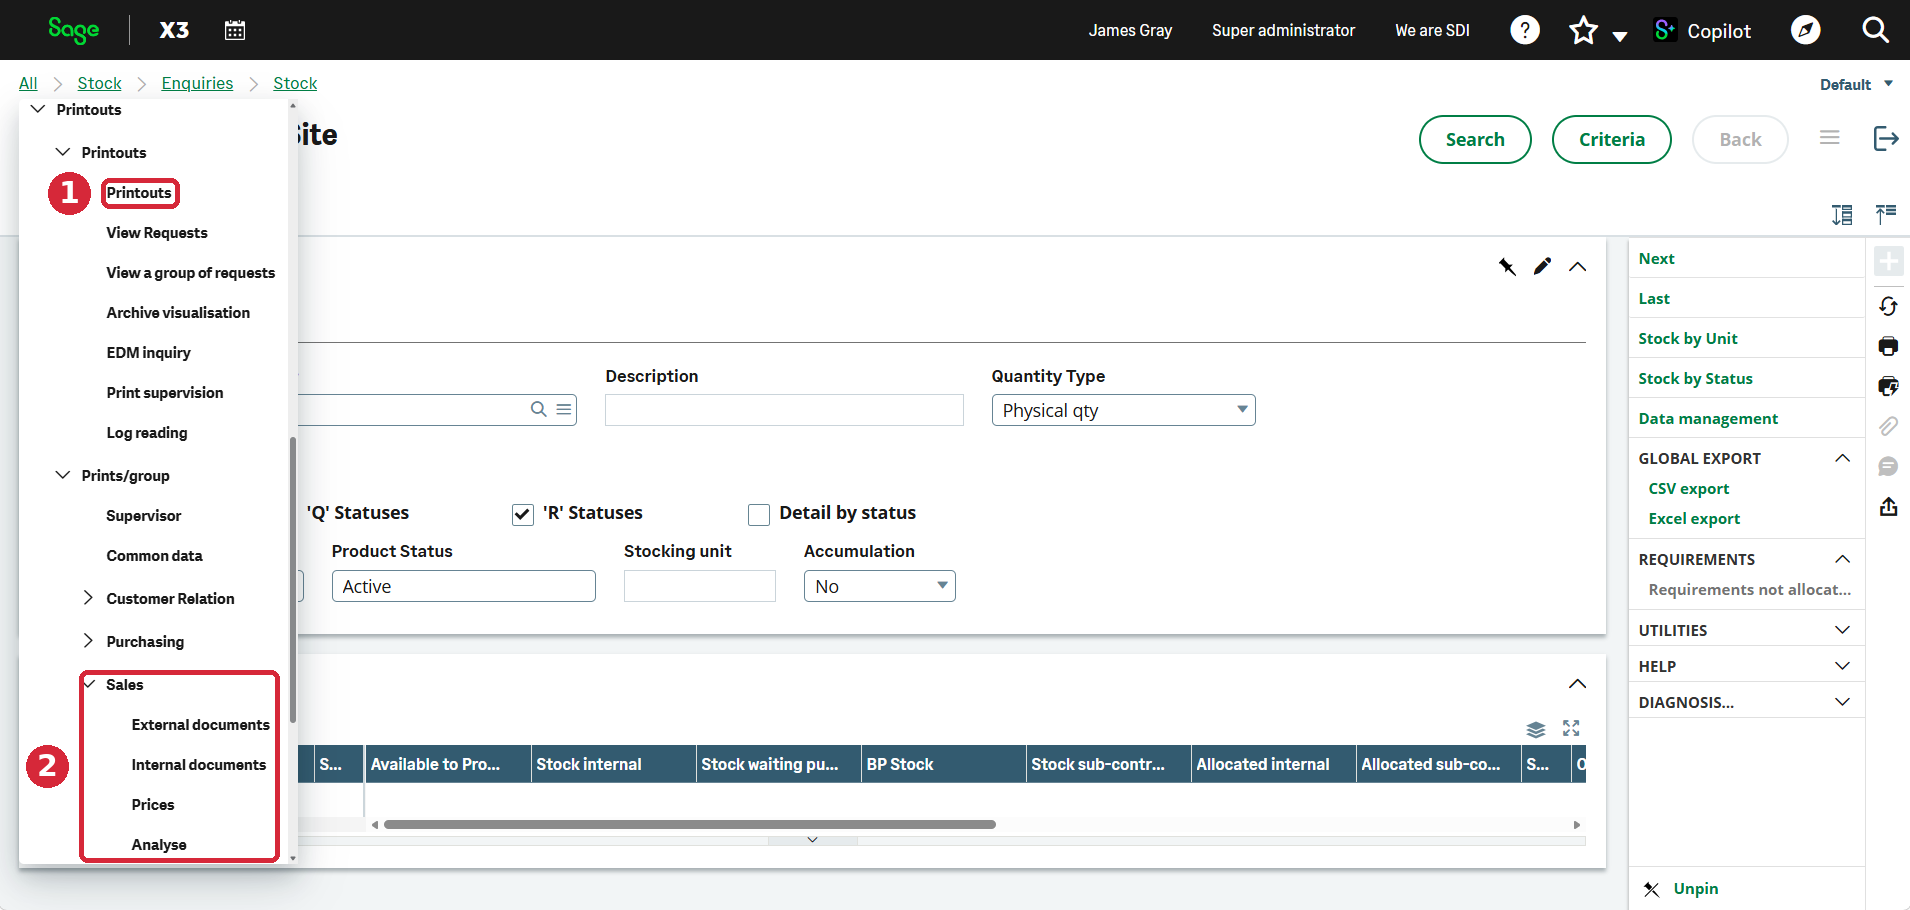 Sage
X3
James Gray
Super administrator
We are SDI
?
Copilot
All
Stock
Enquiries
Stock
Default
Printouts
ite
Search
Criteria
Back
Printouts
1
Printouts
View Requests
View a group of requests
Archive visualisation
EDM inquiry
Print supervision
Log reading
Prints/group
Supervisor
Common data
Customer Relation
Purchasing
2
Sales
External documents
Internal documents
Prices
Analyse
Description
Quantity Type
Physical qty
'Q' Statuses
'R' Statuses
Detail by status
Product Status
Stocking unit
Accumulation
Active
No
S...
Available to Pro...
Stock internal
Stock waiting pu...
BP Stock
Stock sub-contr...
Allocated internal
Allocated sub-co...
S...
Next
Last
Stock by Unit
Stock by Status
Data management
GLOBAL EXPORT
CSV export
Excel export
REQUIREMENTS
Requirements not allocat...
UTILITIES
HELP
DIAGNOSIS...
Unpin